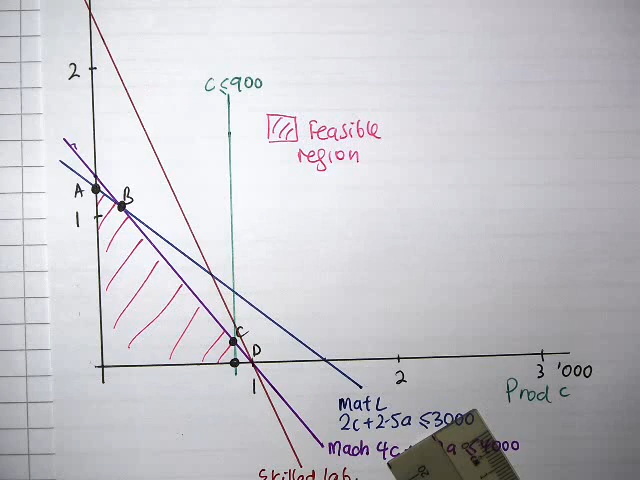 2
C ≤ 900
Feasible
region
A
B
1
C
D
1
2
3 '000
Prod c
Mat L
2c+2.5a ≤ 3000
Mach 4c
a ≤ 4000
Skilled lab.